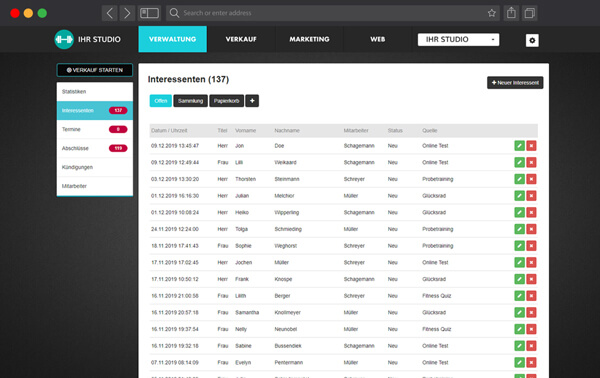 Search or enter address
IHR STUDIO
VERWALTUNG
VERKAUF
MARKETING
WEB
IHR STUDIO
VERKAUF STARTEN
Statistiken
Interessenten 137
Termine 0
Abschlüsse 119
Kündigungen
Mitarbeiter
Interessenten (137)
+ Neuer Interessent
Offen Sammlung Papierkorb +
Datum / Uhrzeit Titel Vorname Nachname Mitarbeiter Status Quelle
09.12.2019 13:45:47 Herr Jon Doe Schagemann Neu Online Test
09.12.2019 12:49:44 Frau Lilli Weikaard Schagemann Neu Online Test
03.12.2019 13:30:20 Herr Thorsten Steinmann Schreyer Neu Probetraining
01.12.2019 16:16:30 Herr Julian Melchior Müller Neu Glücksrad
01.12.2019 10:08:24 Herr Heiko Wipperling Schagemann Neu Glücksrad
24.11.2019 12:24:00 Herr Tolga Schmieding Müller Neu Probetraining
18.11.2019 17:41:43 Frau Sophie Weghorst Schreyer Neu Probetraining
17.11.2019 17:02:45 Herr Jochen Müller Schreyer Neu Online Test
17.11.2019 10:50:12 Herr Frank Knospe Schagemann Neu Glücksrad
16.11.2019 21:00:58 Frau Lilith Berger Schreyer Neu Fitness Quiz
16.11.2019 20:57:18 Frau Samantha Knollmeyer Müller Neu Glücksrad
16.11.2019 19:37:54 Frau Nelly Neunobel Müller Neu Fitness Quiz
16.11.2019 19:32:18 Frau Sabine Bussendiek Schagemann Neu Online Test
07.11.2019 08:14:09 Frau Evelyn Pentermann Müller Neu Online Test